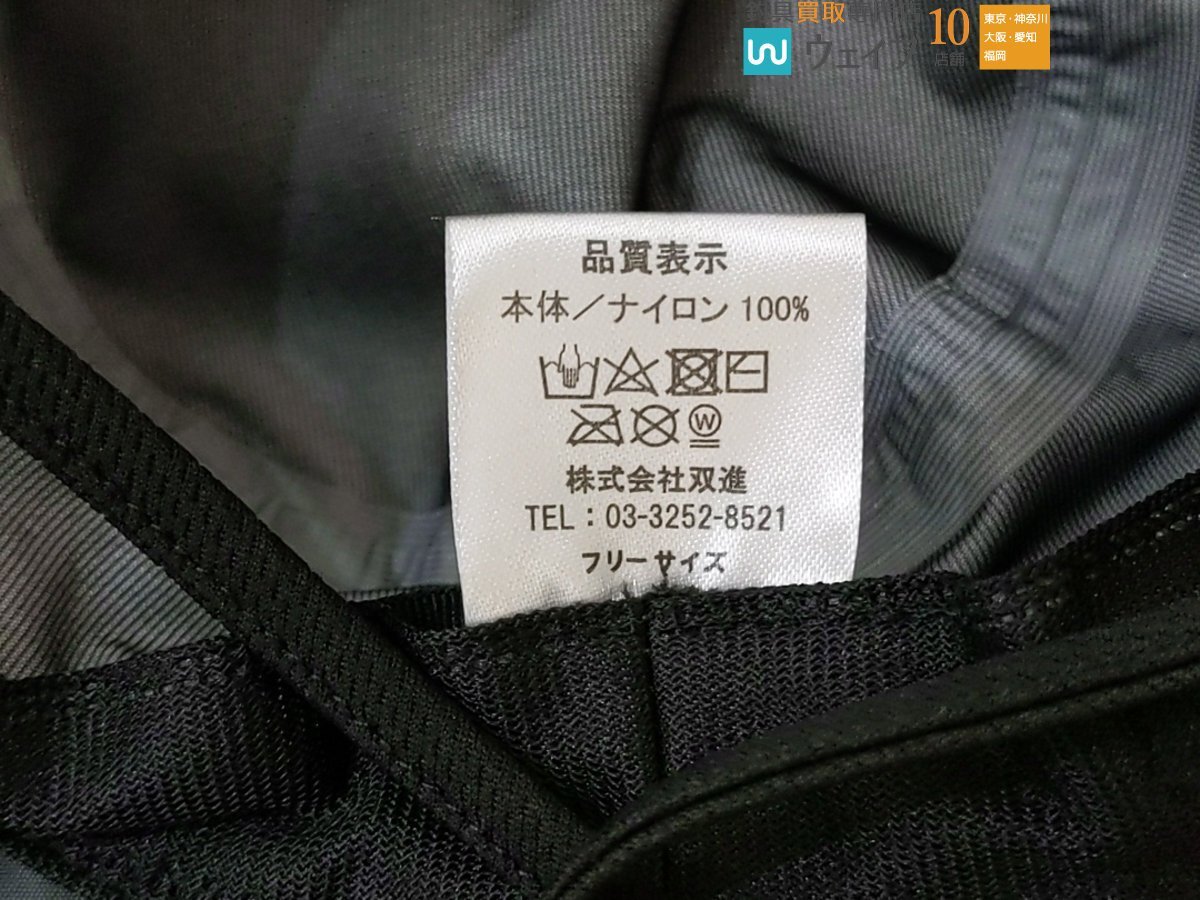 買取
ウェイ
10
店舗
東京・神奈川
大阪・愛知
福岡
品質表示
本体／ナイロン 100%
W
株式会社双進
TEL：03-3252-8521
フリーサイズ